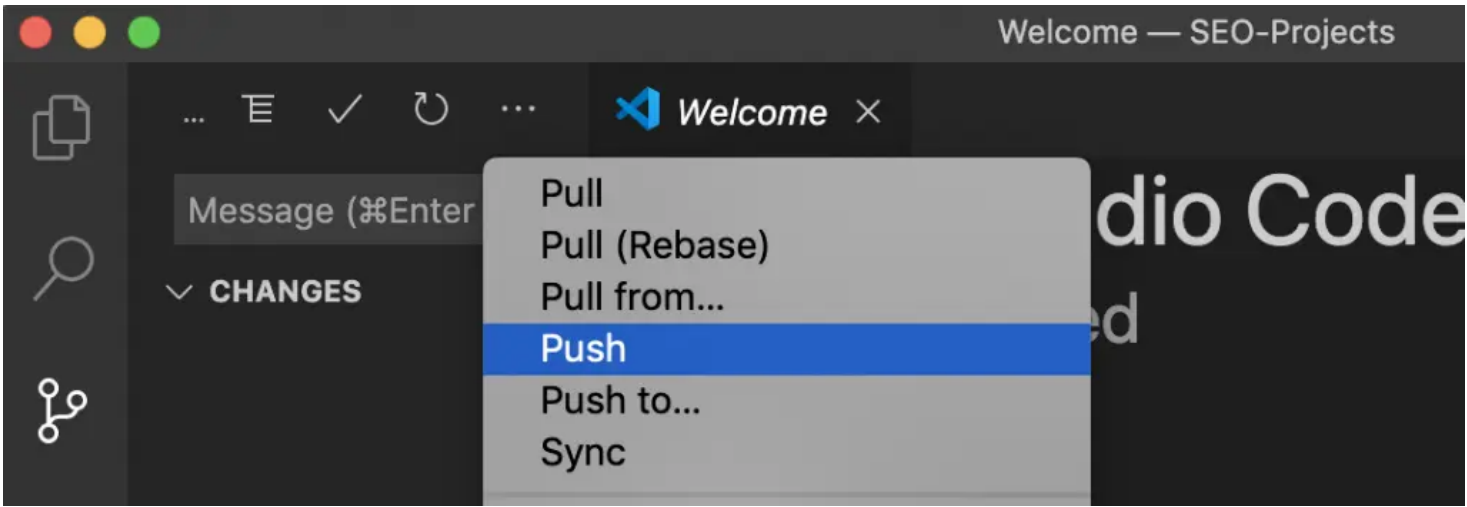 Welcome — SEO-Projects
... ...
Welcome
Message (⌘Enter
CHANGES
Pull
Pull (Rebase)
Pull from...
Push
Push to...
Sync
dio Code
ed